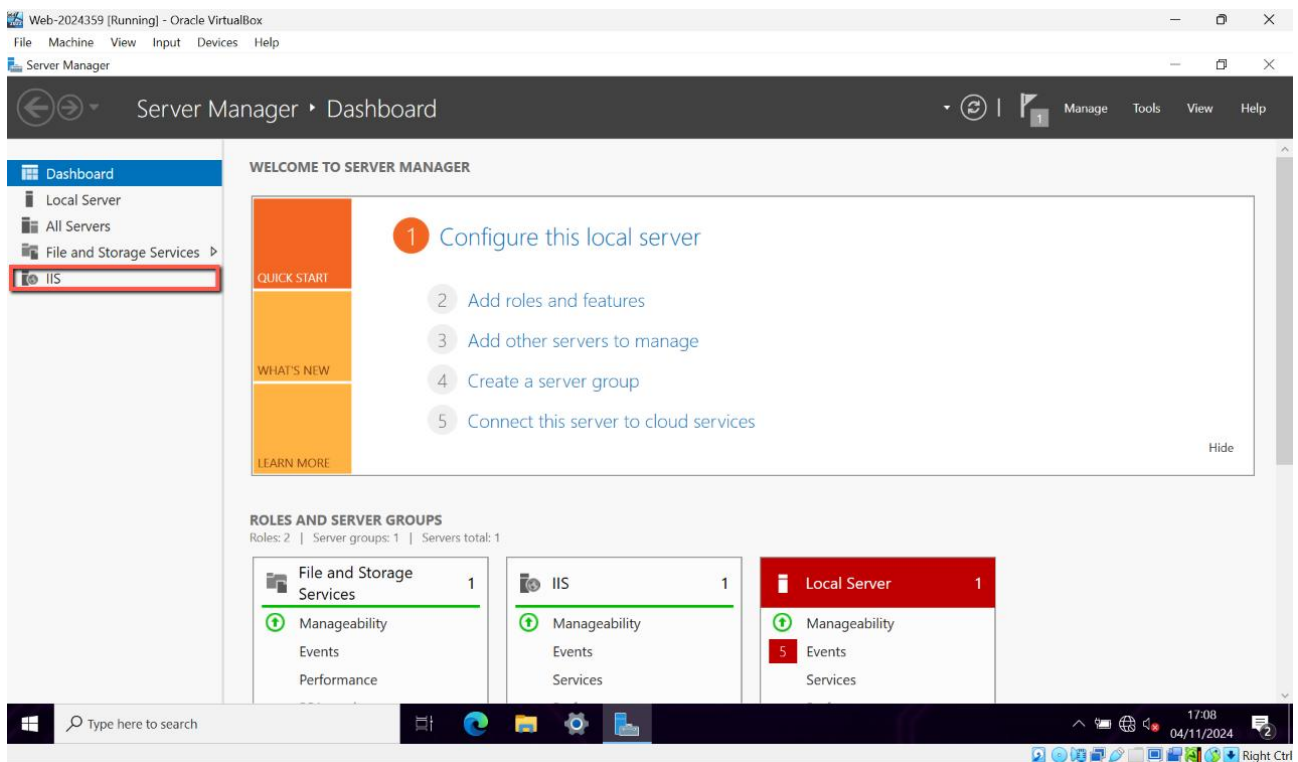 Web-2024359 [Running] - Oracle VirtualBox
File Machine View Input Devices Help
Server Manager
Server Manager ‣ Dashboard
1
Manage Tools View Help
Dashboard
Local Server
All Servers
File and Storage Services
IIS
WELCOME TO SERVER MANAGER
QUICK START
WHAT'S NEW
LEARN MORE
1 Configure this local server
2 Add roles and features
3 Add other servers to manage
4 Create a server group
5 Connect this server to cloud services
Hide
ROLES AND SERVER GROUPS
Roles: 2 | Server groups: 1 | Servers total: 1
File and Storage
Services
1
Manageability
Events
Performance
IIS 1
Manageability
Events
Services
Local Server 1
Manageability
5 Events
Services
Type here to search
17:08
04/11/2024
2
Right Ctrl